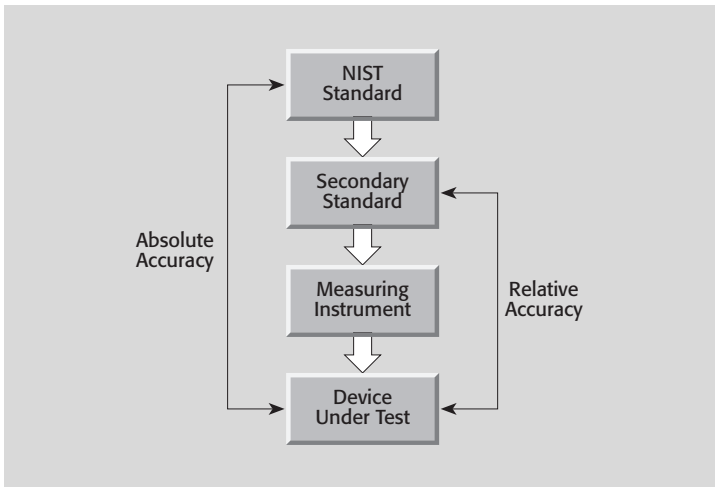 NIST
Standard
Secondary
Standard
Absolute
Accuracy
Measuring
Instrument
Relative
Accuracy
Device
Under Test